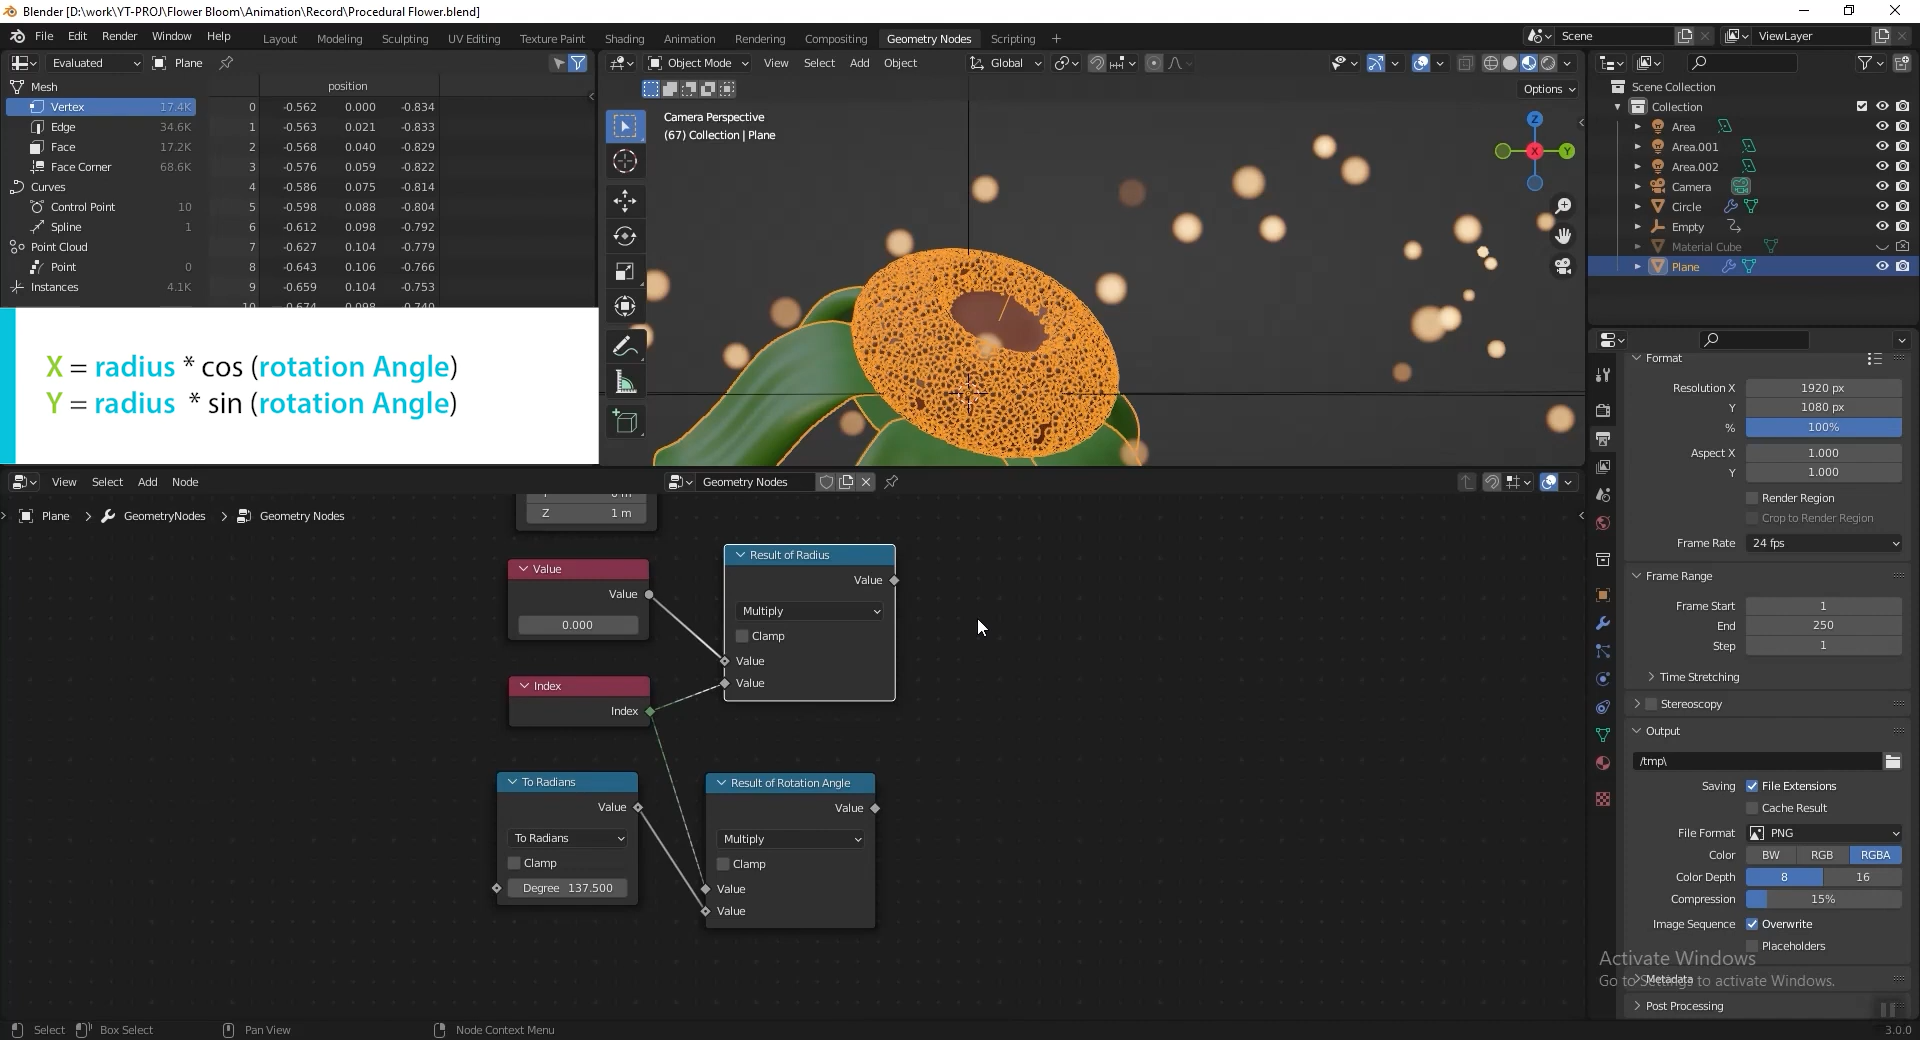 Blender [D:\work\YT-PROJ\Flower Bloom\Animation\Record\Procedural Flower.blend]
File Edit Render Window Help Layout Modeling Sculpting UV Editing Texture Paint Shading Animation Rendering Compositing Geometry Nodes Scripting + Scene ViewLayer
Evaluated Plane
Object Mode View Select Add Object Global
Options
Mesh
Vertex 17.4K
Edge 34.6K
Face 17.2K
Face Corner 68.6K
Curves
Control Point 10
Spline 1
Point Cloud
Point 0
Instances 4.1K
position
0 -0.562 0.000 -0.834
1 -0.563 0.021 -0.833
2 -0.568 0.040 -0.829
3 -0.576 0.059 -0.822
4 -0.586 0.075 -0.814
5 -0.598 0.088 -0.804
6 -0.612 0.098 -0.792
7 -0.627 0.104 -0.779
8 -0.643 0.106 -0.766
9 -0.659 0.104 -0.753
10 -0.674 0.098 -0.740
X = radius * cos (rotation Angle)
Y = radius * sin (rotation Angle)
Camera Perspective
(67) Collection | Plane
Z
X
Y
Scene Collection
Collection
Area
Area.001
Area.002
Camera
Circle
Empty
Material Cube
Plane
Format
Resolution X 1920 px
Y 1080 px
% 100%
Aspect X 1.000
Y 1.000
Render Region
Crop to Render Region
Frame Rate 24 fps
Frame Range
Frame Start 1
End 250
Step 1
Time Stretching
Stereoscopy
Output
/tmp\
Saving File Extensions
Cache Result
File Format PNG
Color BW RGB RGBA
Color Depth 8 16
Compression 15%
Image Sequence Overwrite
Placeholders
Metadata
Post Processing
Activate Windows
Go to Settings to activate Windows.
View Select Add Node Geometry Nodes
Plane GeometryNodes Geometry Nodes
Y 0 m
Z 1 m
Value
Value
0.000
Index
Index
To Radians
Value
To Radians
Clamp
Degree 137.500
Result of Radius
Value
Multiply
Clamp
Value
Value
Result of Rotation Angle
Value
Multiply
Clamp
Value
Value
Select Box Select Pan View Node Context Menu 3.0.0